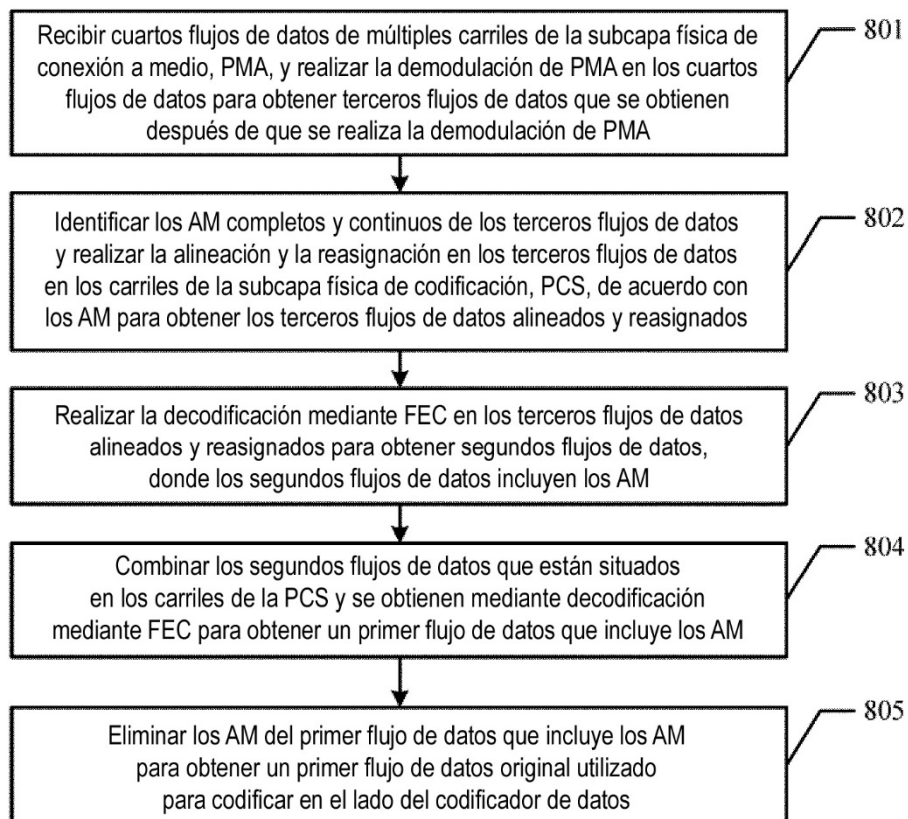 Recibir cuartos flujos de datos de múltiples carriles de la subcapa física de
conexión a medio, PMA, y realizar la demodulación de PMA en los cuartos
flujos de datos para obtener terceros flujos de datos que se obtienen
después de que se realiza la demodulación de PMA
801
Identificar los AM completos y continuos de los terceros flujos de datos
y realizar la alineación y la reasignación en los terceros flujos de datos
en los carriles de la subcapa física de codificación, PCS, de acuerdo con
los AM para obtener los terceros flujos de datos alineados y reasignados
802
Realizar la decodificación mediante FEC en los terceros flujos de datos
alineados y reasignados para obtener segundos flujos de datos,
donde los segundos flujos de datos incluyen los AM
803
Combinar los segundos flujos de datos que están situados
en los carriles de la PCS y se obtienen mediante decodificación
mediante FEC para obtener un primer flujo de datos que incluye los AM
804
Eliminar los AM del primer flujo de datos que incluye los AM
para obtener un primer flujo de datos original utilizado
para codificar en el lado del codificador de datos
805